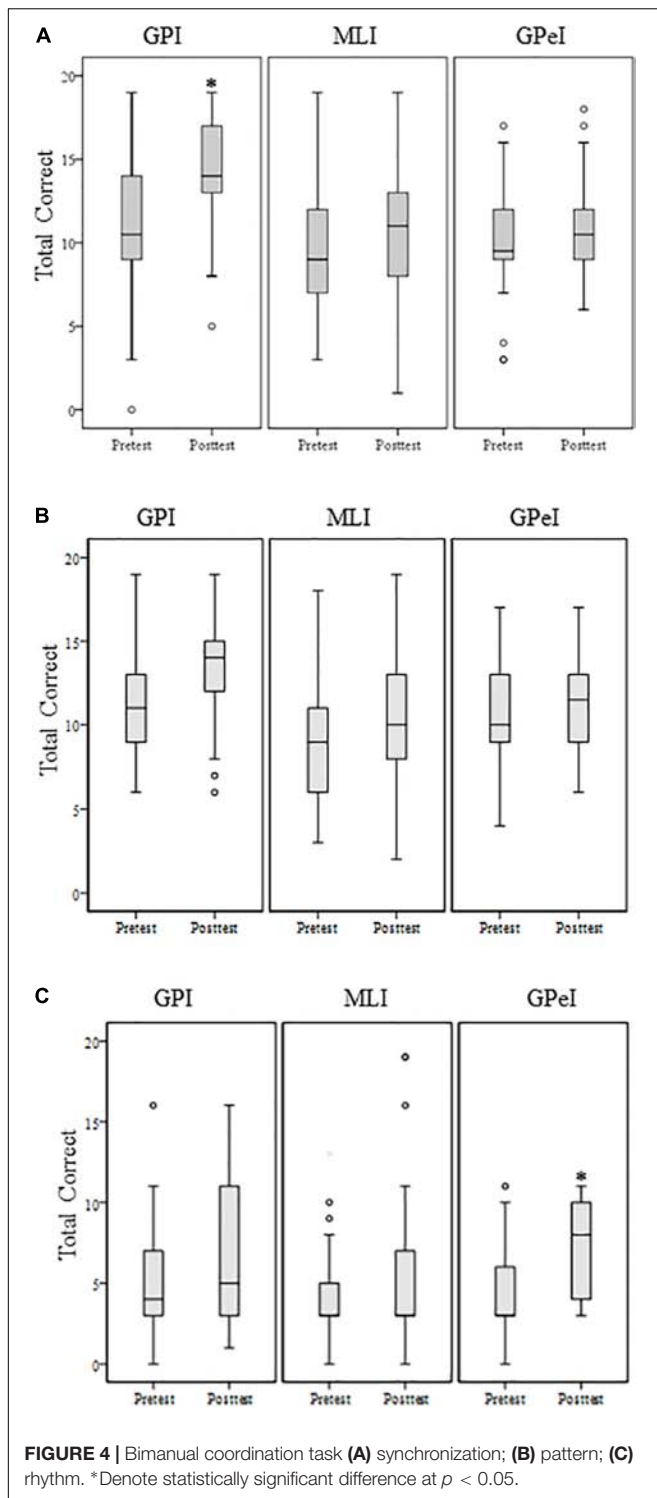 A
GPI MLI GPeI
20
*
15
Total Correct
10
5
0
Pretest Posttest Pretest Posttest Pretest Posttest
B
GPI MLI GPeI
20
15
Total Correct
10
5
0
Pretest Posttest Pretest Posttest Pretest Posttest
C
GPI MLI GPeI
20
15
*
Total Correct
10
5
0
Pretest Posttest Pretest Posttest Pretest Posttest
FIGURE 4 | Bimanual coordination task (A) synchronization; (B) pattern; (C)
rhythm. *Denote statistically significant difference at p < 0.05.